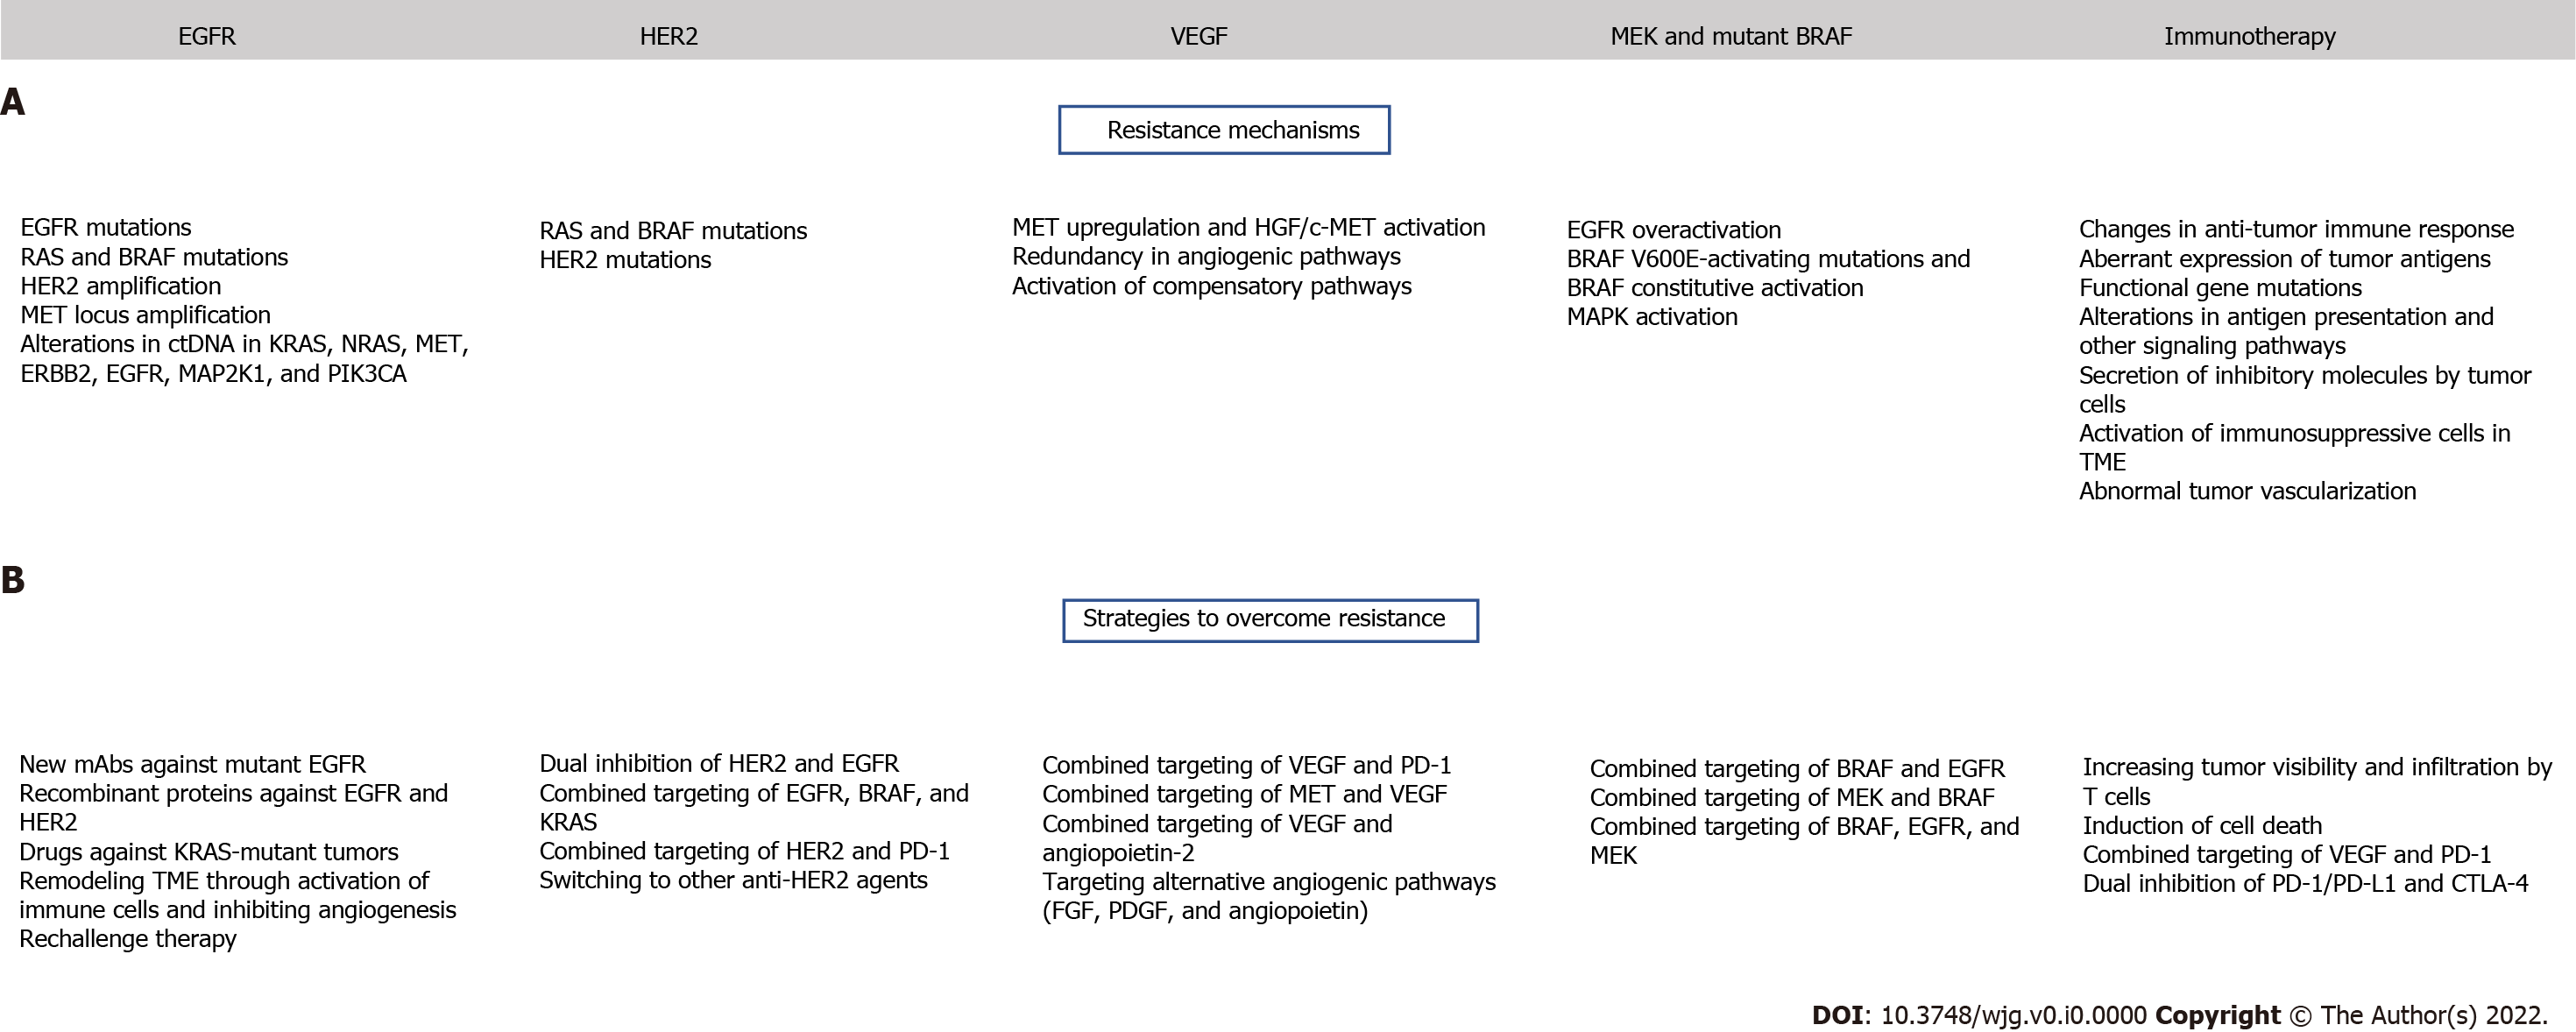 EGFR
HER2
VEGF
MEK and mutant BRAF
Immunotherapy
A
Resistance mechanisms
EGFR mutations
RAS and BRAF mutations
HER2 amplification
MET locus amplification
Alterations in ctDNA in KRAS, NRAS, MET,
ERBB2, EGFR, MAP2K1, and PIK3CA
RAS and BRAF mutations
HER2 mutations
MET upregulation and HGF/c-MET activation
Redundancy in angiogenic pathways
Activation of compensatory pathways
EGFR overactivation
BRAF V600E-activating mutations and
BRAF constitutive activation
MAPK activation
Changes in anti-tumor immune response
Aberrant expression of tumor antigens
Functional gene mutations
Alterations in antigen presentation and
other signaling pathways
Secretion of inhibitory molecules by tumor
cells
Activation of immunosuppressive cells in
TME
Abnormal tumor vascularization
B
Strategies to overcome resistance
New mAbs against mutant EGFR
Recombinant proteins against EGFR and
HER2
Drugs against KRAS-mutant tumors
Remodeling TME through activation of
immune cells and inhibiting angiogenesis
Rechallenge therapy
Dual inhibition of HER2 and EGFR
Combined targeting of EGFR, BRAF, and
KRAS
Combined targeting of HER2 and PD-1
Switching to other anti-HER2 agents
Combined targeting of VEGF and PD-1
Combined targeting of MET and VEGF
Combined targeting of VEGF and
angiopoietin-2
Targeting alternative angiogenic pathways
(FGF, PDGF, and angiopoietin)
Combined targeting of BRAF and EGFR
Combined targeting of MEK and BRAF
Combined targeting of BRAF, EGFR, and
MEK
Increasing tumor visibility and infiltration by
T cells
Induction of cell death
Combined targeting of VEGF and PD-1
Dual inhibition of PD-1/PD-L1 and CTLA-4
DOI: 10.3748/wjg.v0.i0.0000 Copyright © The Author(s) 2022.